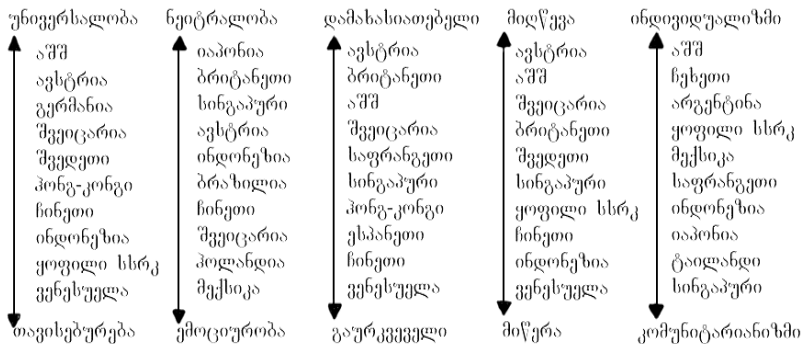 უნივერსალობა
აშშ
ავსტრია
გერმანია
შვეიცარია
შვედეთი
ჰონგ-კონგი
ჩინეთი
ინდონეზია
ყოფილი სსრკ
ვენესუელა
თავისებურება
ნეიტრალობა
იაპონია
ბრიტანეთი
სინგაპური
ავსტრია
ინდონეზია
ბრაზილია
ჩინეთი
შვეიცარია
ჰოლანდია
მექსიკა
ემოციურობა
დამახასიათებელი
ავსტრია
ბრიტანეთი
აშშ
შვეიცარია
საფრანგეთი
სინგაპური
ჰონგ-კონგი
ესპანეთი
ჩინეთი
ვენესუელა
გაურკვეველი
მიღწევა
ავსტრია
აშშ
შვეიცარია
ბრიტანეთი
შვედეთი
სინგაპური
ყოფილი სსრკ
ჩინეთი
ინდონეზია
ვენესუელა
მიწერა
ინდივიდუალიზმი
აშშ
ჩეხეთი
არგენტინა
ყოფილი სსრკ
მექსიკა
საფრანგეთი
ინდონეზია
იაპონია
ტაილანდი
სინგაპური
კომუნიტარიანიზმი